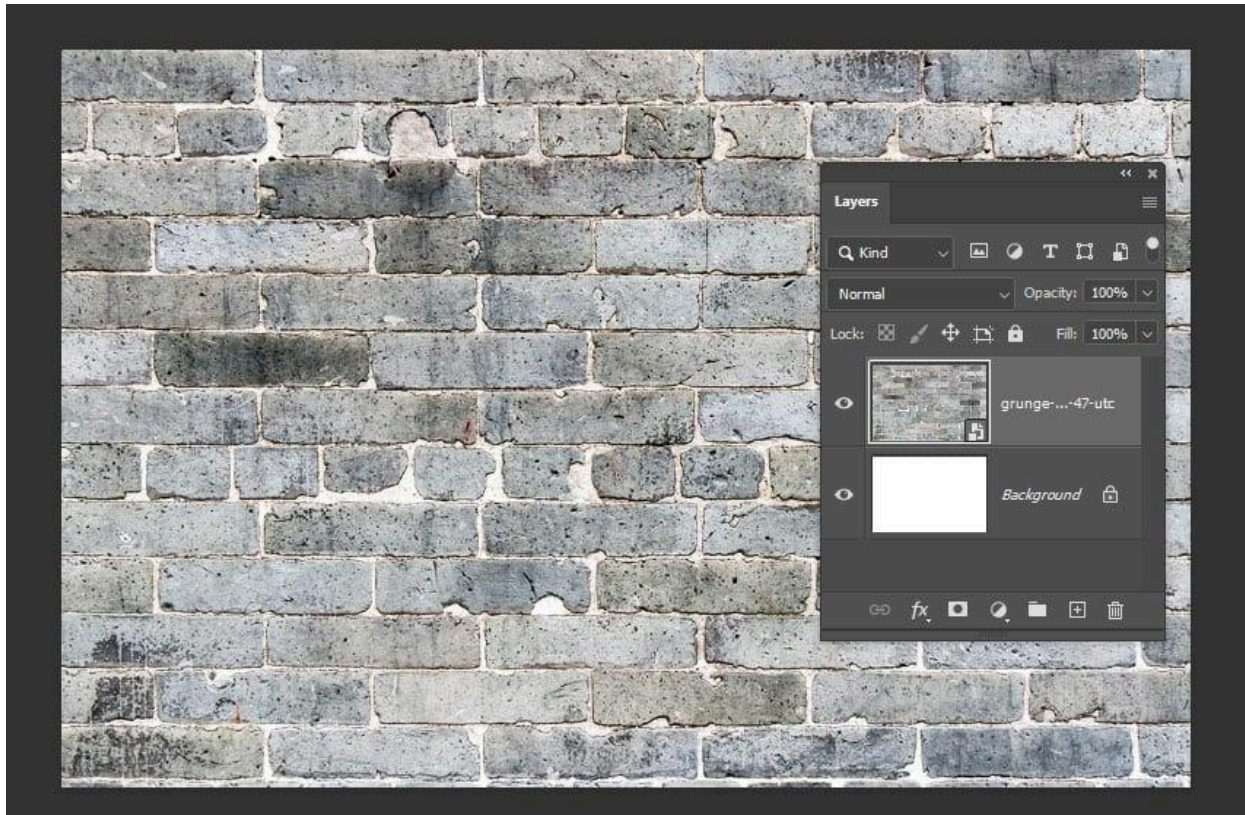 Layers
Kind
Normal Opacity: 100%
Lock: Fill: 100%
grunge-...-47-utc
Background